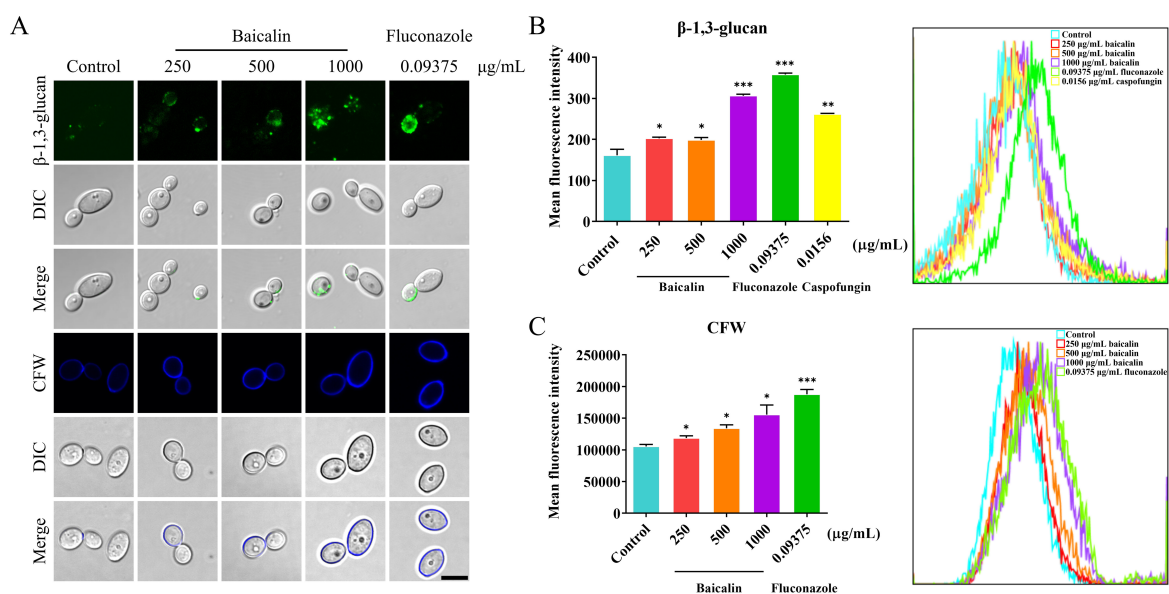 A
Baicalin Fluconazole
Control 250 500 1000 0.09375 μg/mL
β-1,3-glucan
DIC
Merge
CFW
DIC
Merge
B
β-1,3-glucan
Mean fluorescence intensity
400
300
200
100
0
* * *** *** **
Control 250 500 1000 0.09375 0.0156 (μg/mL)
Baicalin Fluconazole Caspofungin
Control
250 μg/mL baicalin
500 μg/mL baicalin
1000 μg/mL baicalin
0.09375 μg/mL fluconazole
0.0156 μg/mL caspofungin
C
CFW
Mean fluorescence intensity
250000
200000
150000
100000
50000
0
* * * ***
Control 250 500 1000 0.09375 (μg/mL)
Baicalin Fluconazole
Control
250 μg/mL baicalin
500 μg/mL baicalin
1000 μg/mL baicalin
0.09375 μg/mL fluconazole